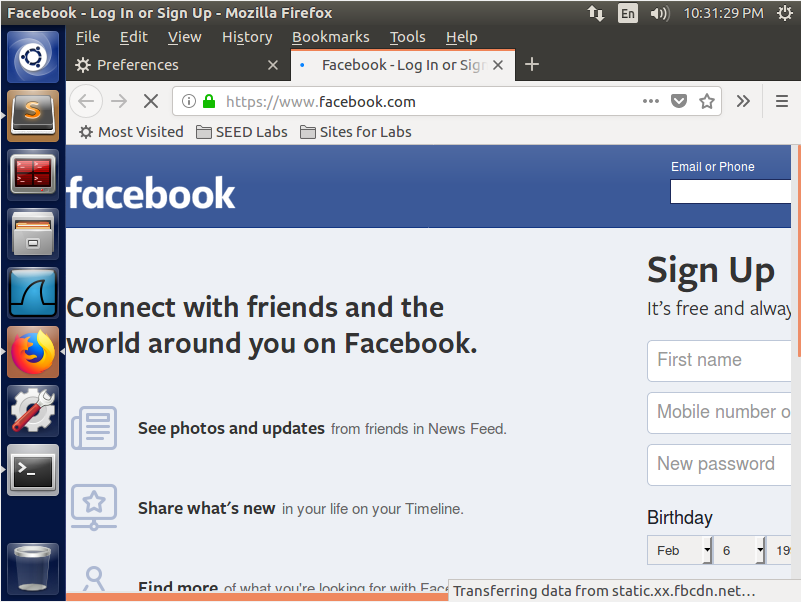 Facebook - Log In or Sign Up - Mozilla Firefox
En
10:31:29 PM
File Edit View History Bookmarks Tools Help
Preferences
Facebook - Log In or Sig
https://www.facebook.com
Most Visited
SEED Labs
Sites for Labs
Email or Phone
facebook
Sign Up
It's free and alway
Connect with friends and the
world around you on Facebook.
First name
Mobile number o
New password
See photos and updates from friends in News Feed.
Share what's new in your life on your Timeline.
Birthday
Feb 6 19
Find more of what you're looking for with Face
Transferring data from static.xx.fbcdn.net…